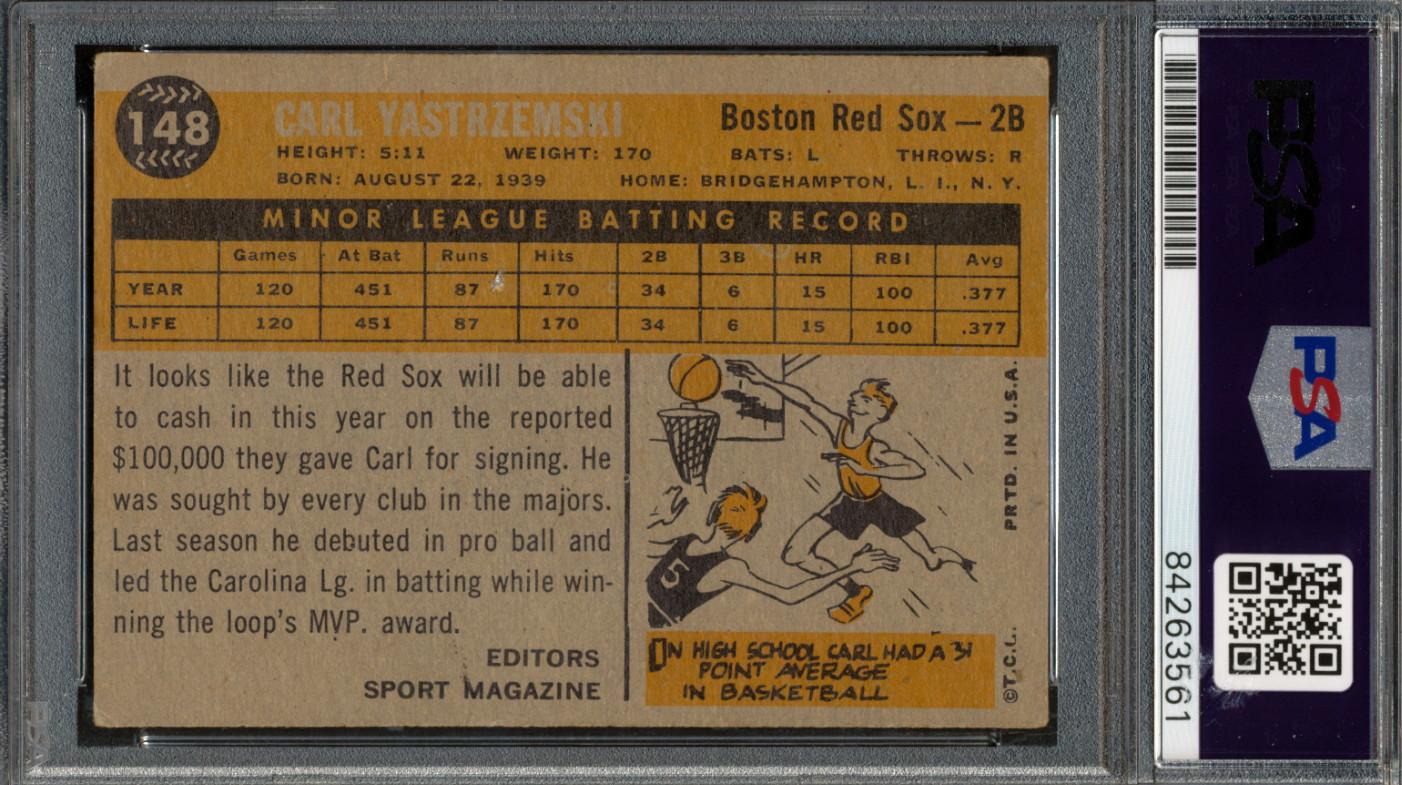 148
CARL YASTRZEMSKI
Boston Red Sox — 2B
HEIGHT: 5:11 WEIGHT: 170 BATS: L THROWS: R
BORN: AUGUST 22, 1939 HOME: BRIDGEHAMPTON, L. I., N. Y.
MINOR LEAGUE BATTING RECORD
Games At Bat Runs Hits 2B 3B HR RBI Avg
YEAR 120 451 87 170 34 6 15 100 .377
LIFE 120 451 87 170 34 6 15 100 .377
It looks like the Red Sox will be able
to cash in this year on the reported
$100,000 they gave Carl for signing. He
was sought by every club in the majors.
Last season he debuted in pro ball and
led the Carolina Lg. in batting while win-
ning the loop's MVP. award.
EDITORS
SPORT MAGAZINE
5
IN HIGH SCHOOL CARL HAD A 31
POINT AVERAGE
IN BASKETBALL
PRTD. IN U.S.A.
©T.C.G.
PSA
PSA
84263561
PSA